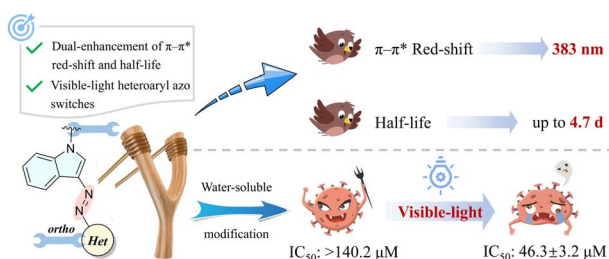 Dual-enhancement of π–π*
red-shift and half-life
Visible-light heteroaryl azo
switches
π–π* Red-shift
383 nm
Half-life
up to 4.7 d
N
N
N
ortho
Het
Water-soluble
modification
Visible-light
IC50: >140.2 μM
IC50: 46.3±3.2 μM